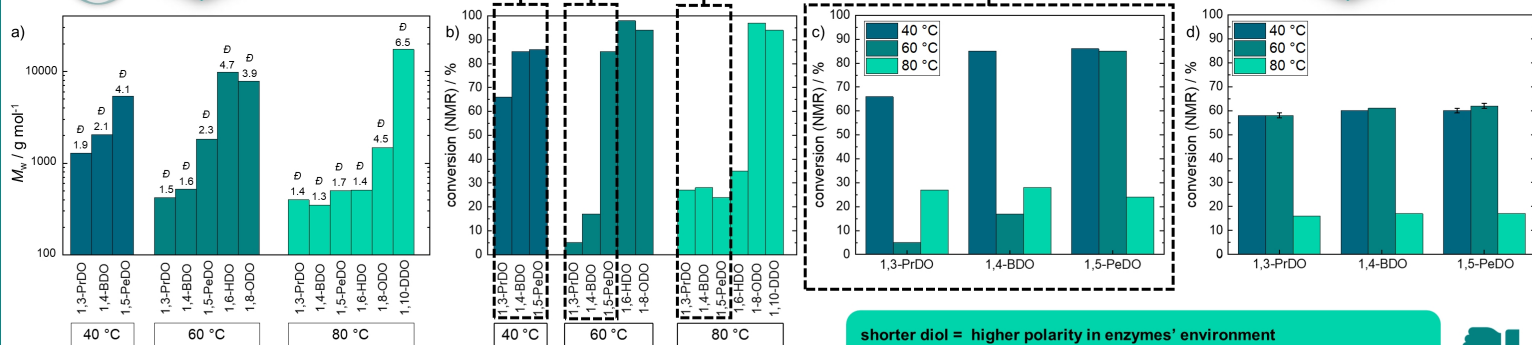 a)
M_w / g mol⁻¹
10000
1000
100
Đ
1.9
Đ
2.1
Đ
4.1
Đ
1.5
Đ
1.6
Đ
2.3
Đ
4.7
Đ
3.9
Đ
1.4
Đ
1.3
Đ
1.7
Đ
1.4
Đ
4.5
Đ
6.5
1,3-PrDO
1,4-BDO
1,5-PeDO
1,3-PrDO
1,4-BDO
1,5-PeDO
1,6-HDO
1,8-ODO
1,3-PrDO
1,4-BDO
1,5-PeDO
1,6-HDO
1,8-ODO
1,10-DDO
40 °C
60 °C
80 °C
b)
conversion (NMR) / %
100
90
80
70
60
50
40
30
20
10
0
1,3-PrDO
1,4-BDO
1,5-PeDO
1,3-PrDO
1,4-BDO
1,5-PeDO
1,6-HDO
1-8-ODO
1,3-PrDO
1,4-BDO
1,5-PeDO
1,6-HDO
1-8-ODO
1,10-DDO
40 °C
60 °C
80 °C
c)
conversion (NMR) / %
100
90
80
70
60
50
40
30
20
10
0
40 °C
60 °C
80 °C
1,3-PrDO
1,4-BDO
1,5-PeDO
d)
conversion (NMR) / %
100
90
80
70
60
50
40
30
20
10
0
40 °C
60 °C
80 °C
1,3-PrDO
1,4-BDO
1,5-PeDO
shorter diol = higher polarity in enzymes' environment